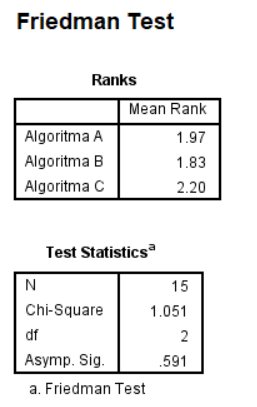 Friedman Test
Ranks
Mean Rank
Algoritma A 1.97
Algoritma B 1.83
Algoritma C 2.20
Test Statisticsᵃ
N 15
Chi-Square 1.051
df 2
Asymp. Sig. .591
a. Friedman Test